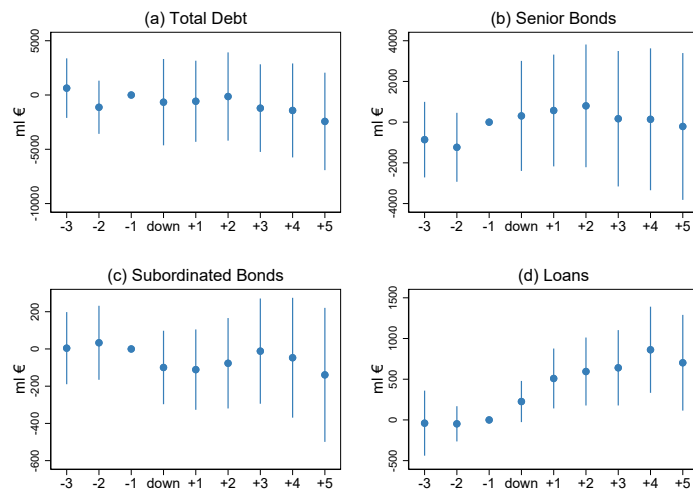 (a) Total Debt
ml €
5000
0
-5000
-10000
-3 -2 -1 down +1 +2 +3 +4 +5
(b) Senior Bonds
ml €
4000
2000
0
-2000
-4000
-3 -2 -1 down +1 +2 +3 +4 +5
(c) Subordinated Bonds
ml €
200
0
-200
-400
-600
-3 -2 -1 down +1 +2 +3 +4 +5
(d) Loans
ml €
1500
1000
500
0
-500
-3 -2 -1 down +1 +2 +3 +4 +5